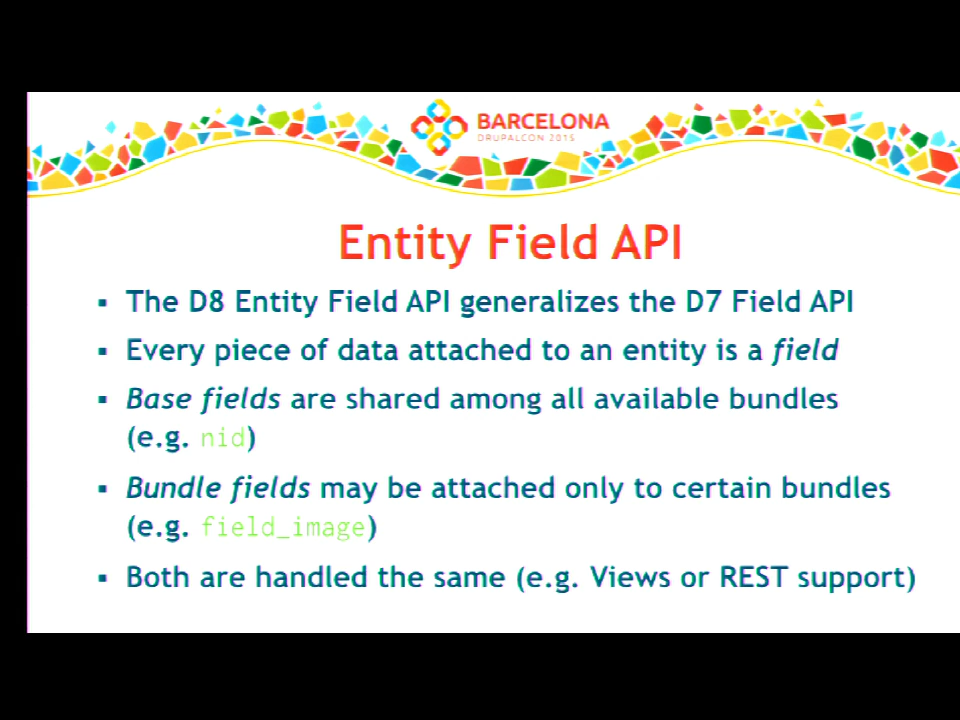 BARCELONA
DRUPALCON 2015
Entity Field API
▪ The D8 Entity Field API generalizes the D7 Field API
▪ Every piece of data attached to an entity is a field
▪ Base fields are shared among all available bundles
(e.g. nid)
▪ Bundle fields may be attached only to certain bundles
(e.g. field_image)
▪ Both are handled the same (e.g. Views or REST support)